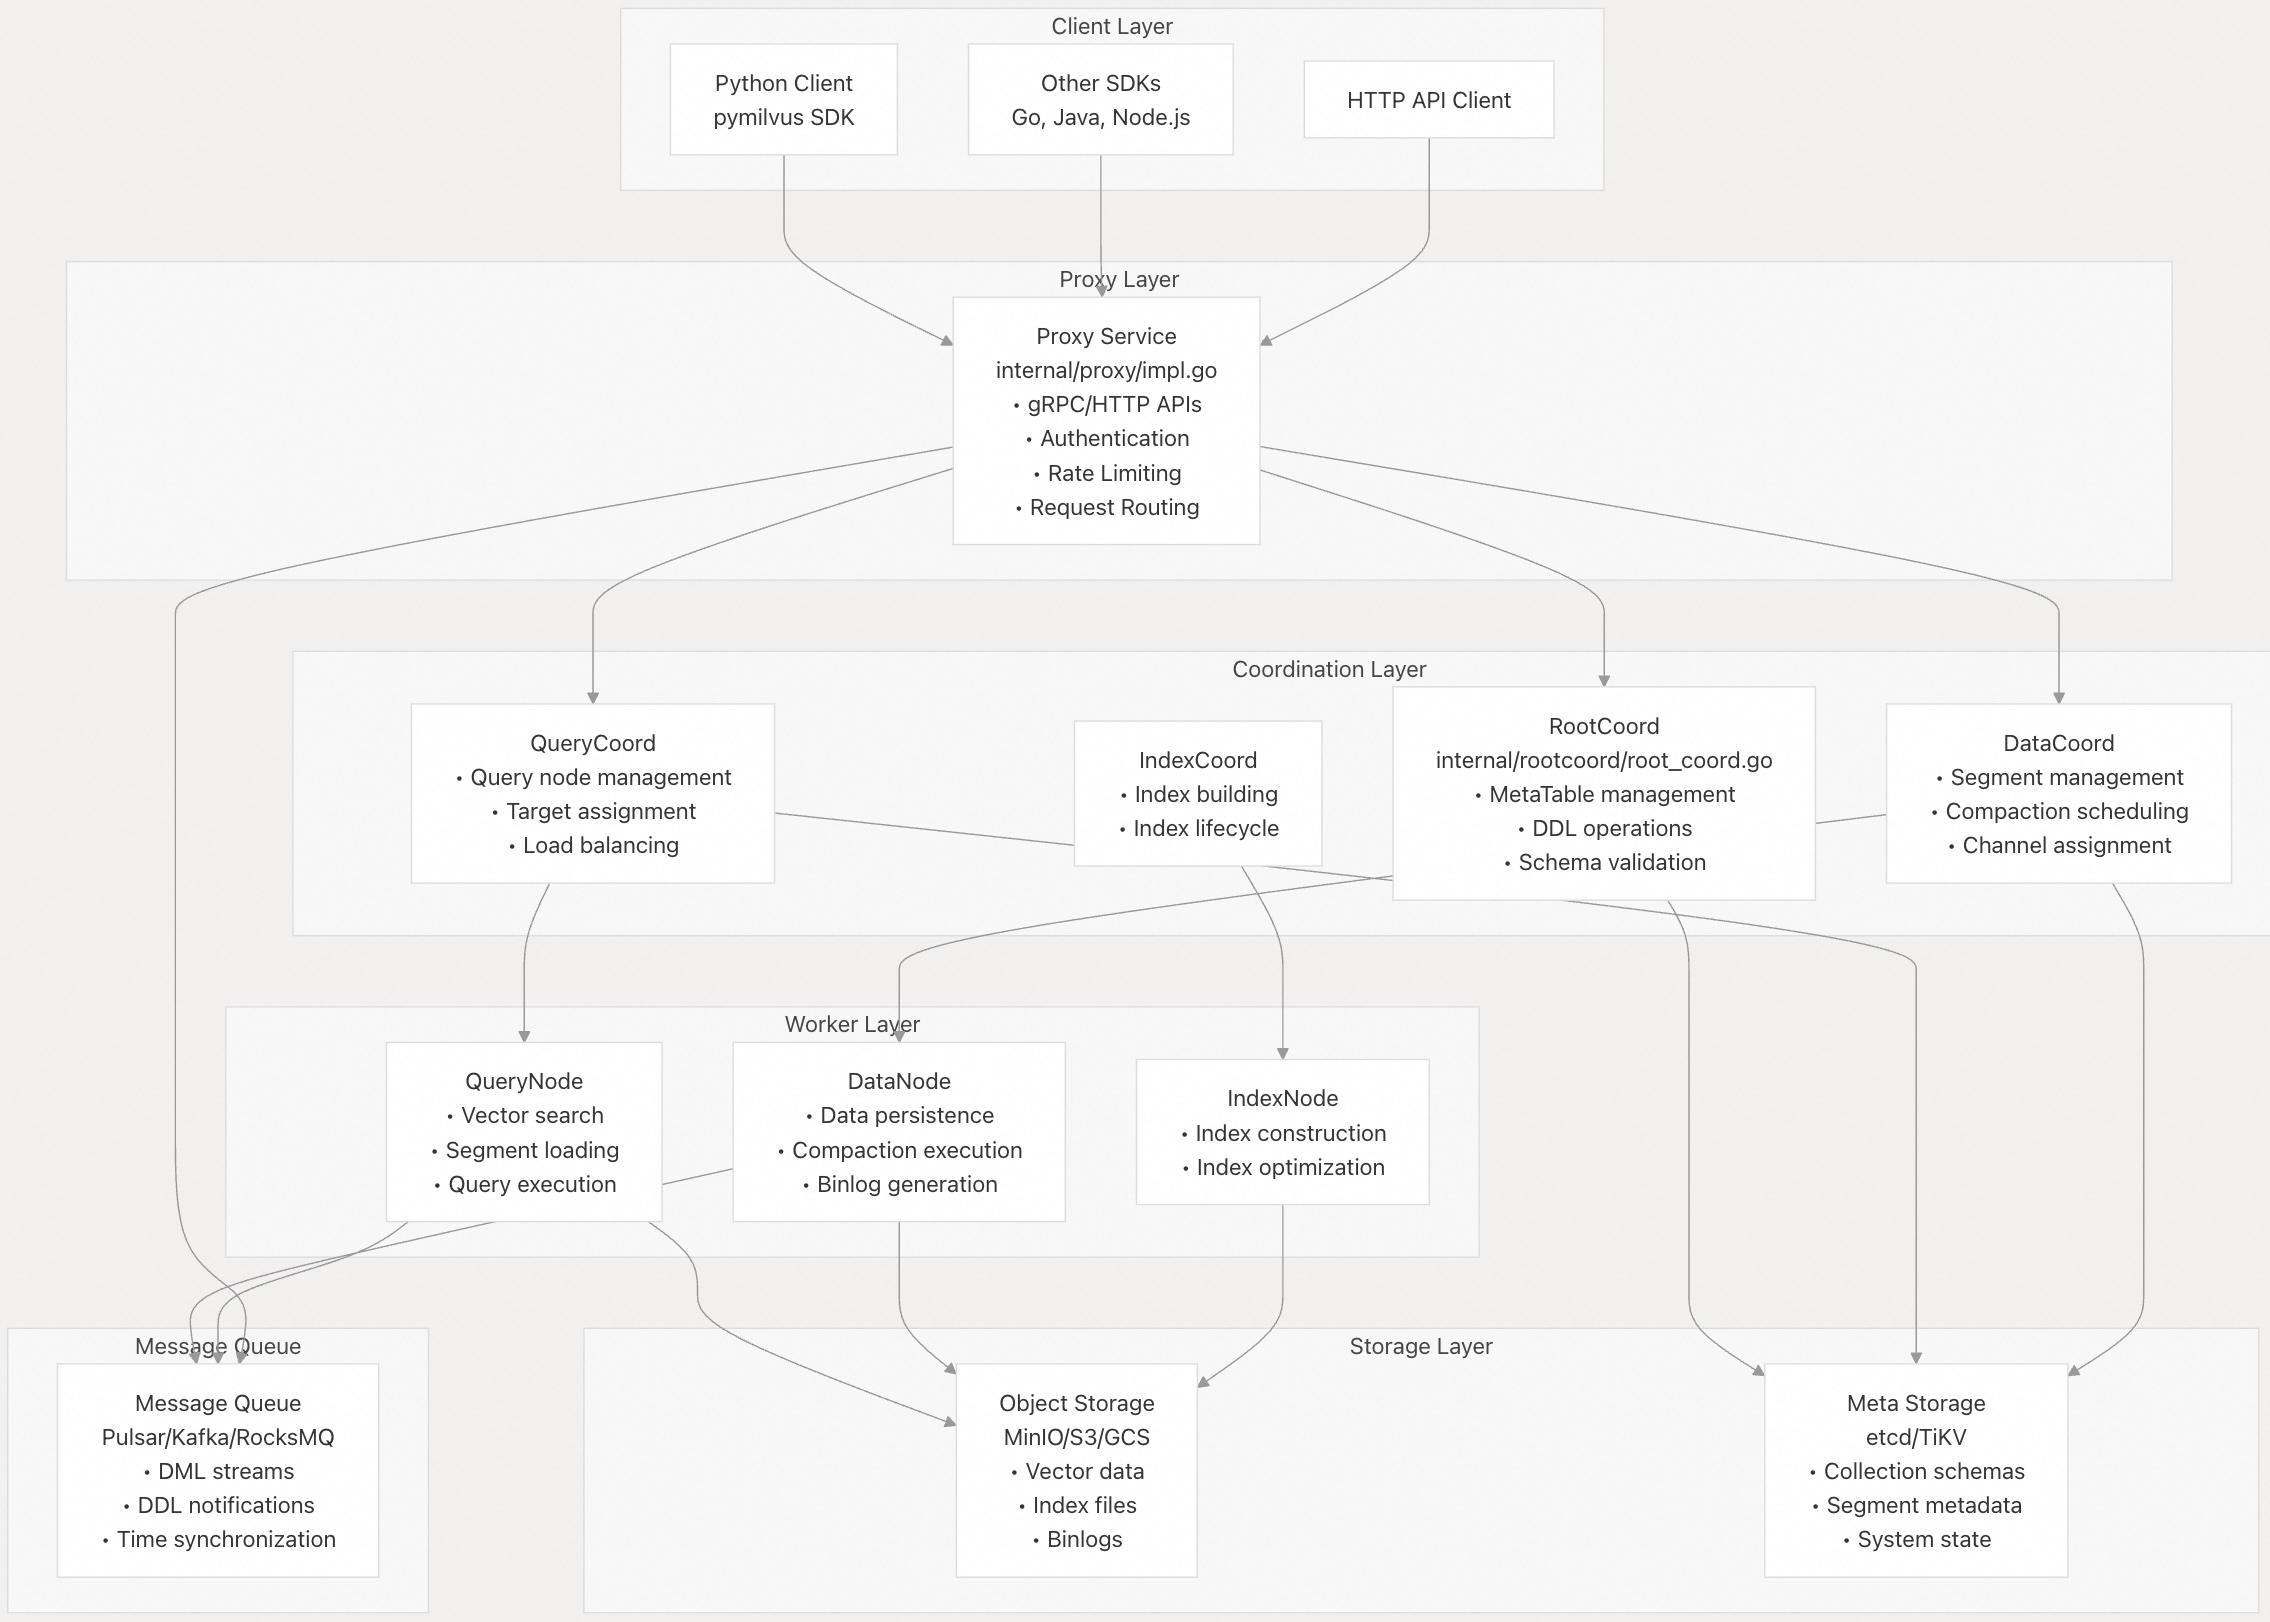 Client Layer
Python Client
pymilvus SDK
Other SDKs
Go, Java, Node.js
HTTP API Client
Proxy Layer
Proxy Service
internal/proxy/impl.go
• gRPC/HTTP APIs
• Authentication
• Rate Limiting
• Request Routing
Coordination Layer
QueryCoord
• Query node management
• Target assignment
• Load balancing
IndexCoord
• Index building
• Index lifecycle
RootCoord
internal/rootcoord/root_coord.go
• MetaTable management
• DDL operations
• Schema validation
DataCoord
• Segment management
• Compaction scheduling
• Channel assignment
Worker Layer
QueryNode
• Vector search
• Segment loading
• Query execution
DataNode
• Data persistence
• Compaction execution
• Binlog generation
IndexNode
• Index construction
• Index optimization
Message Queue
Message Queue
Pulsar/Kafka/RocksMQ
• DML streams
• DDL notifications
• Time synchronization
Storage Layer
Object Storage
MinIO/S3/GCS
• Vector data
• Index files
• Binlogs
Meta Storage
etcd/TiKV
• Collection schemas
• Segment metadata
• System state